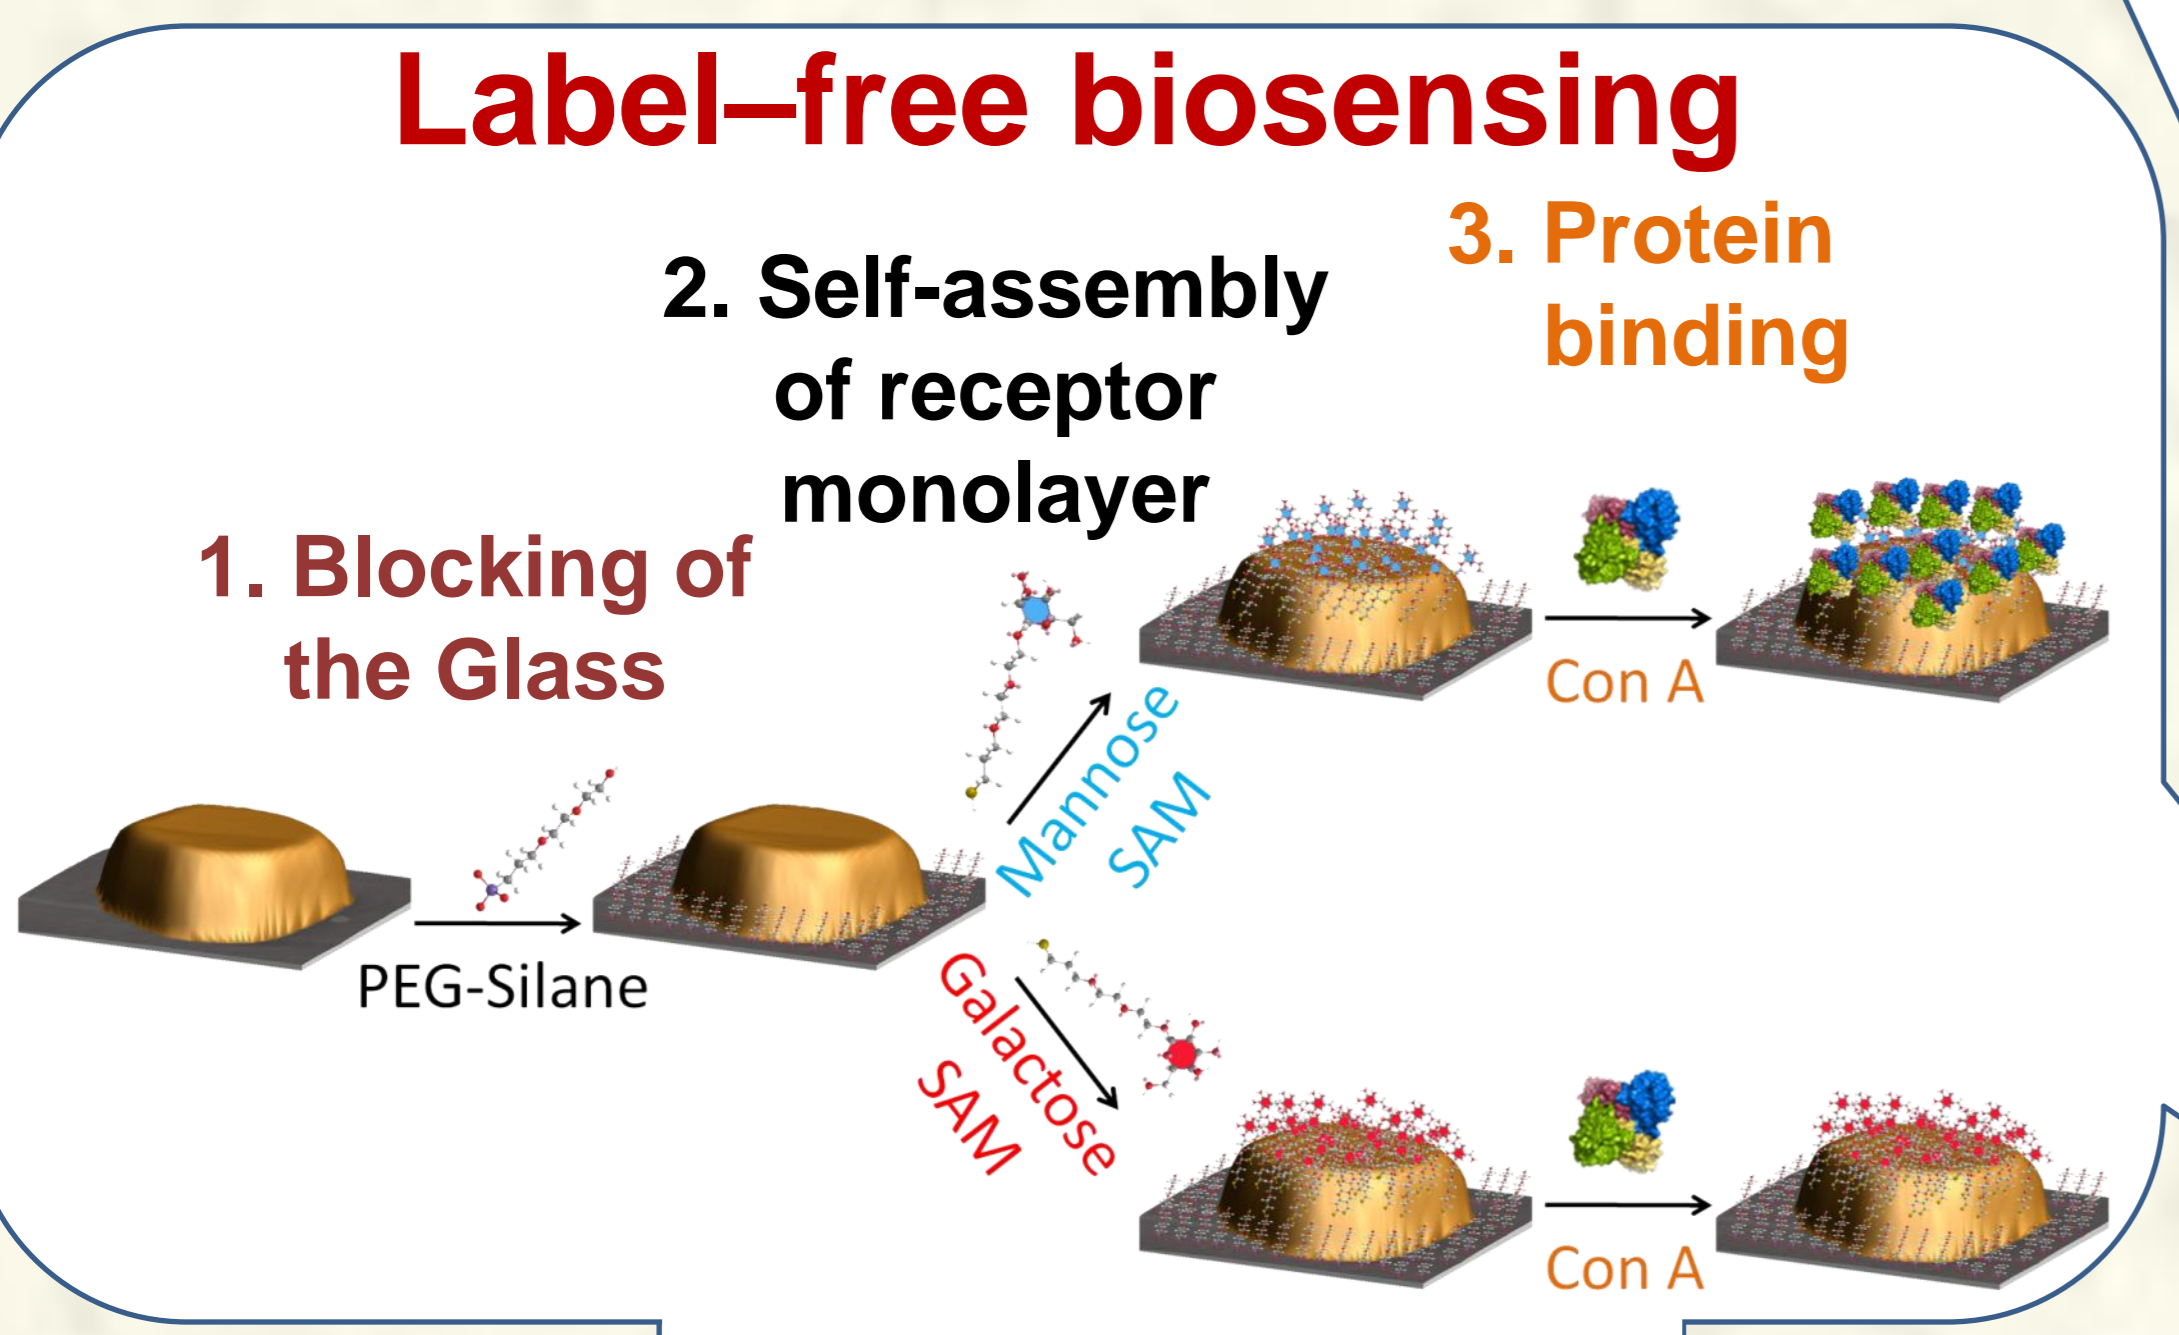 Label–free biosensing
3. Protein
binding
2. Self-assembly
of receptor
monolayer
1. Blocking of
the Glass
PEG-Silane
Mannose
SAM
Con A
Galactose
SAM
Con A